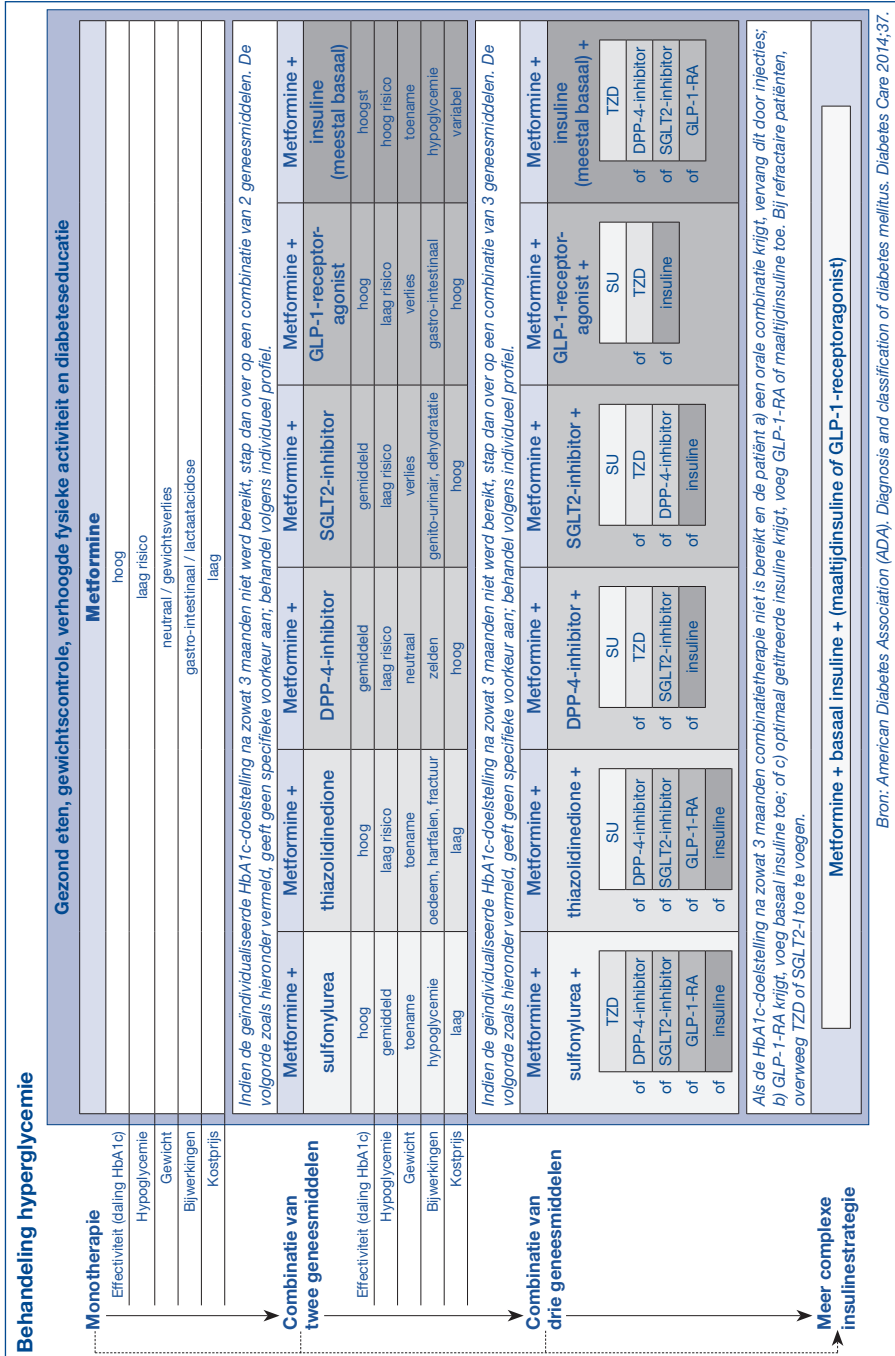 Behandeling hyperglycemie
Gezond eten, gewichtscontrole, verhoogde fysieke activiteit en diabeteseducatie
Monotherapie
Metformine
Effectiviteit (daling HbA1c)
hoog
Hypoglycemie
laag risico
Gewicht
neutraal / gewichtsverlies
Bijwerkingen
gastro-intestinaal / lactaatacidose
Kostprijs
laag
Indien de geïndividualiseerde HbA1c-doelstelling na zowat 3 maanden niet werd bereikt, stap dan over op een combinatie van 2 geneesmiddelen. De
volgorde zoals hieronder vermeld, geeft geen specifieke voorkeur aan; behandel volgens individueel profiel.
Combinatie van
twee geneesmiddelen
Metformine + Metformine + Metformine + Metformine + Metformine + Metformine +
sulfonylurea thiazolidinedione DPP-4-inhibitor SGLT2-inhibitor GLP-1-receptor-
agonist
insuline
(meestal basaal)
Effectiviteit (daling HbA1c) hoog hoog gemiddeld gemiddeld hoog hoogst
Hypoglycemie gemiddeld laag risico laag risico laag risico laag risico hoog risico
Gewicht toename toename neutraal verlies verlies toename
Bijwerkingen hypoglycemie oedeem, hartfalen, fractuur zelden genito-urinair, dehydratatie gastro-intestinaal hypoglycemie
Kostprijs laag laag hoog hoog hoog variabel
Indien de geïndividualiseerde HbA1c-doelstelling na zowat 3 maanden niet werd bereikt, stap dan over op een combinatie van 3 geneesmiddelen. De
volgorde zoals hieronder vermeld, geeft geen specifieke voorkeur aan; behandel volgens individueel profiel.
Combinatie van
drie geneesmiddelen
Metformine +
sulfonylurea +
TZD
of DPP-4-inhibitor
of SGLT2-inhibitor
of GLP-1-RA
of insuline
Metformine +
thiazolidinedione +
SU
of DPP-4-inhibitor
of SGLT2-inhibitor
of GLP-1-RA
of insuline
Metformine +
DPP-4-inhibitor +
SU
of TZD
of SGLT2-inhibitor
of insuline
Metformine +
SGLT2-inhibitor +
SU
of TZD
of DPP-4-inhibitor
of insuline
Metformine +
GLP-1-receptor-
agonist +
SU
of TZD
of insuline
Metformine +
insuline
(meestal basaal) +
TZD
of DPP-4-inhibitor
of SGLT2-inhibitor
of GLP-1-RA
Als de HbA1c-doelstelling na zowat 3 maanden combinatietherapie niet is bereikt en de patiënt a) een orale combinatie krijgt, vervang dit door injecties;
b) GLP-1-RA krijgt, voeg basaal insuline toe; of c) optimaal getitreerde insuline krijgt, voeg GLP-1-RA of maaltijdinsuline toe. Bij refractaire patiënten,
overweeg TZD of SGLT2-I toe te voegen.
Meer complexe
insulinestrategie
Metformine + basaal insuline + (maaltijdinsuline of GLP-1-receptoragonist)
Bron: American Diabetes Association (ADA), Diagnosis and classification of diabetes mellitus. Diabetes Care 2014;37.